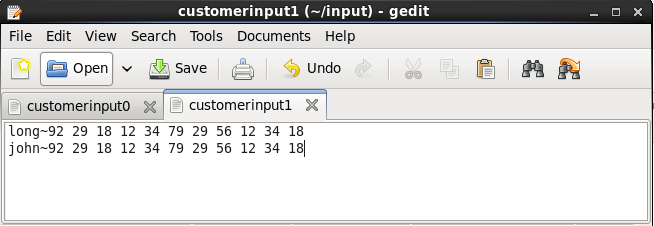 customerinput1 (~/input) - gedit
File Edit View Search Tools Documents Help
Open Save Undo
customerinput0 customerinput1
long~92 29 18 12 34 79 29 56 12 34 18
john~92 29 18 12 34 79 29 56 12 34 18